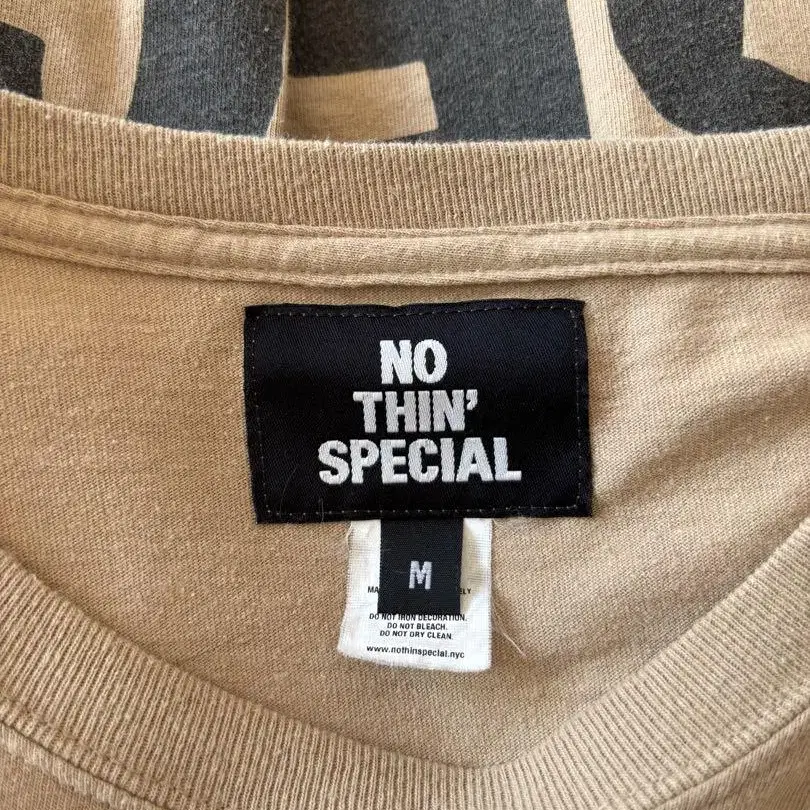 NO
THIN'
SPECIAL
M
DO NOT IRON DECORATION.
DO NOT BLEACH.
DO NOT DRY CLEAN.
www.nothinspecial.nyc